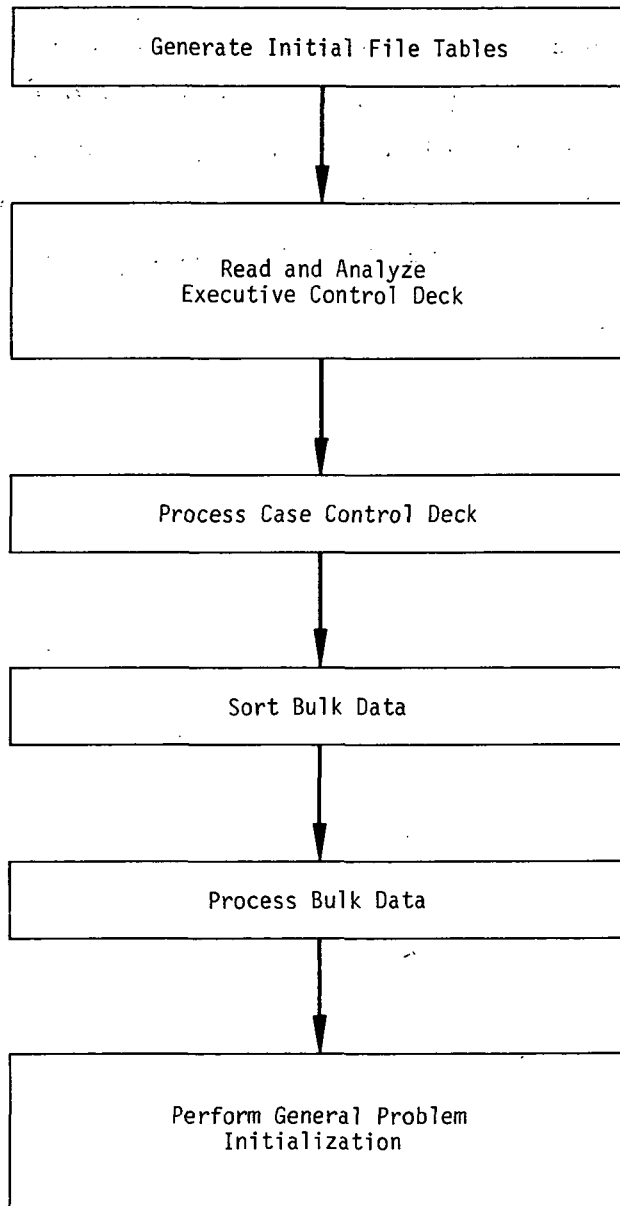 Generate Initial File Tables
Read and Analyze
Executive Control Deck
Process Case Control Deck
Sort Bulk Data
Process Bulk Data
Perform General Problem
Initialization